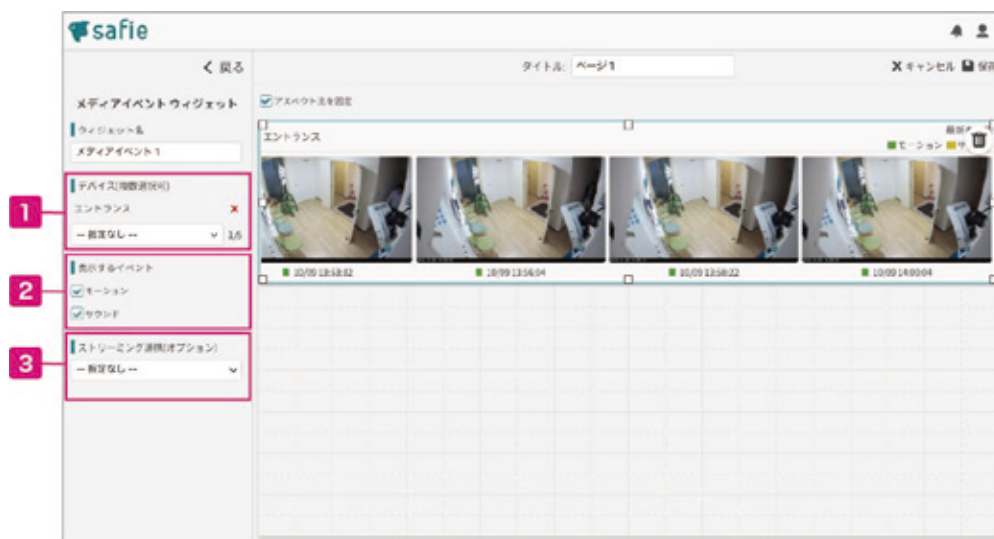 safie
戻る
タイトル: ページ1
キャンセル 保存
メディアイベント ウィジェット
アスペクト比を固定
ウィジェット名
メディアイベント1
エントランス
モーション
1
デバイス(複数選択可)
エントランス
-- 指定なし --
1/5
10/09 13:53:02
10/09 13:56:04
10/09 13:58:22
10/09 14:00:04
2
表示するイベント
モーション
サウンド
3
ストリーミング連携(オプション)
-- 指定なし --